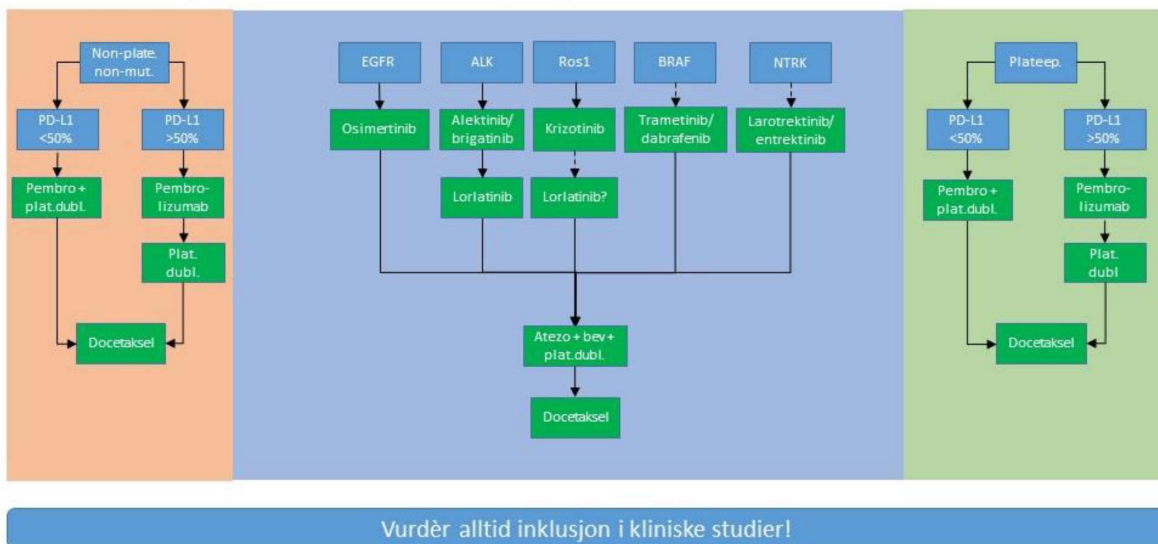 Non-plate.
non-mut.
PD-L1
<50%
PD-L1
>50%
Pembro +
plat.dubl.
Pembro-
lizumab
Plat.
dubl.
Docetaksel
EGFR
ALK
Ros1
BRAF
NTRK
Osimertinib
Alektinib/
brigatinib
Krizotinib
Trametinib/
dabrafenib
Larotrektinib/
entrektinib
Lorlatinib
Lorlatinib?
Atezo + bev +
plat.dubl.
Docetaksel
Plateep.
PD-L1
<50%
PD-L1
>50%
Pembro +
plat.dubl.
Pembro-
lizumab
Plat.
dubl
Docetaksel
Vurdèr alltid inklusjon i kliniske studier!